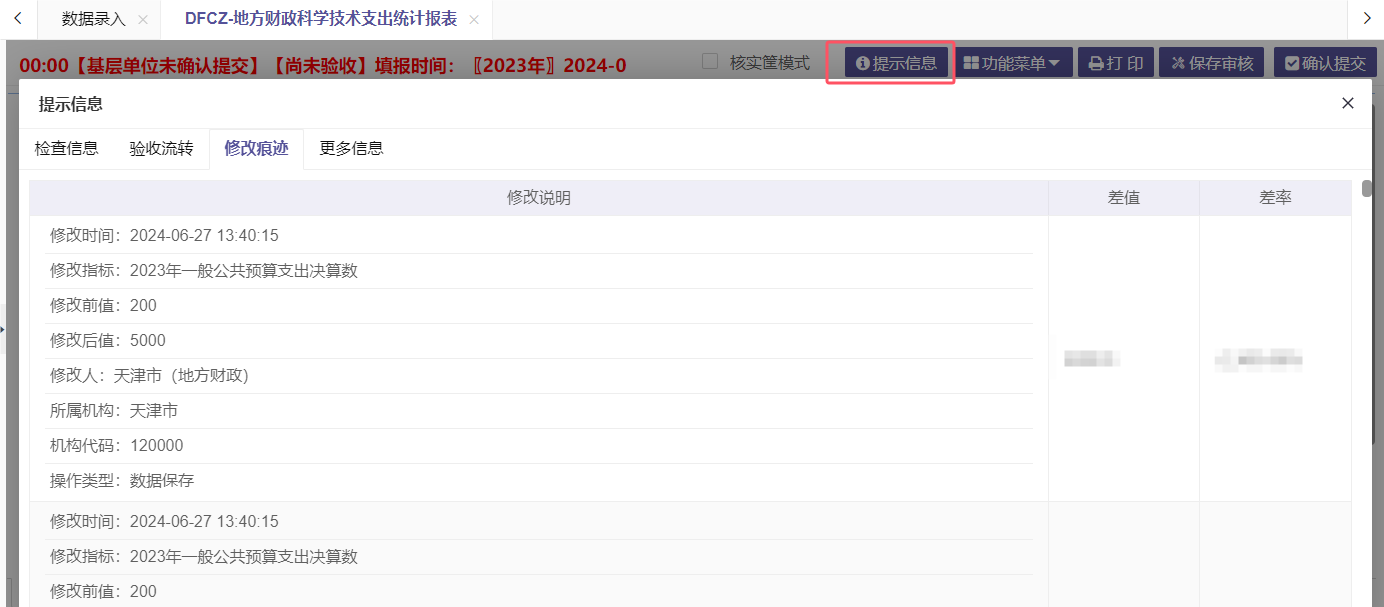 数据录入 ×
DFCZ-地方财政科学技术支出统计报表 ×
00:00【基层单位未确认提交】【尚未验收】填报时间：〖2023年〗2024-0
核实筐模式
提示信息
功能菜单
打 印
保存审核
确认提交
提示信息
检查信息 验收流转 修改痕迹 更多信息
修改说明 差值 差率
修改时间：2024-06-27 13:40:15
修改指标：2023年一般公共预算支出决算数
修改前值：200
修改后值：5000
修改人：天津市（地方财政）
所属机构：天津市
机构代码：120000
操作类型：数据保存
修改时间：2024-06-27 13:40:15
修改指标：2023年一般公共预算支出决算数
修改前值：200